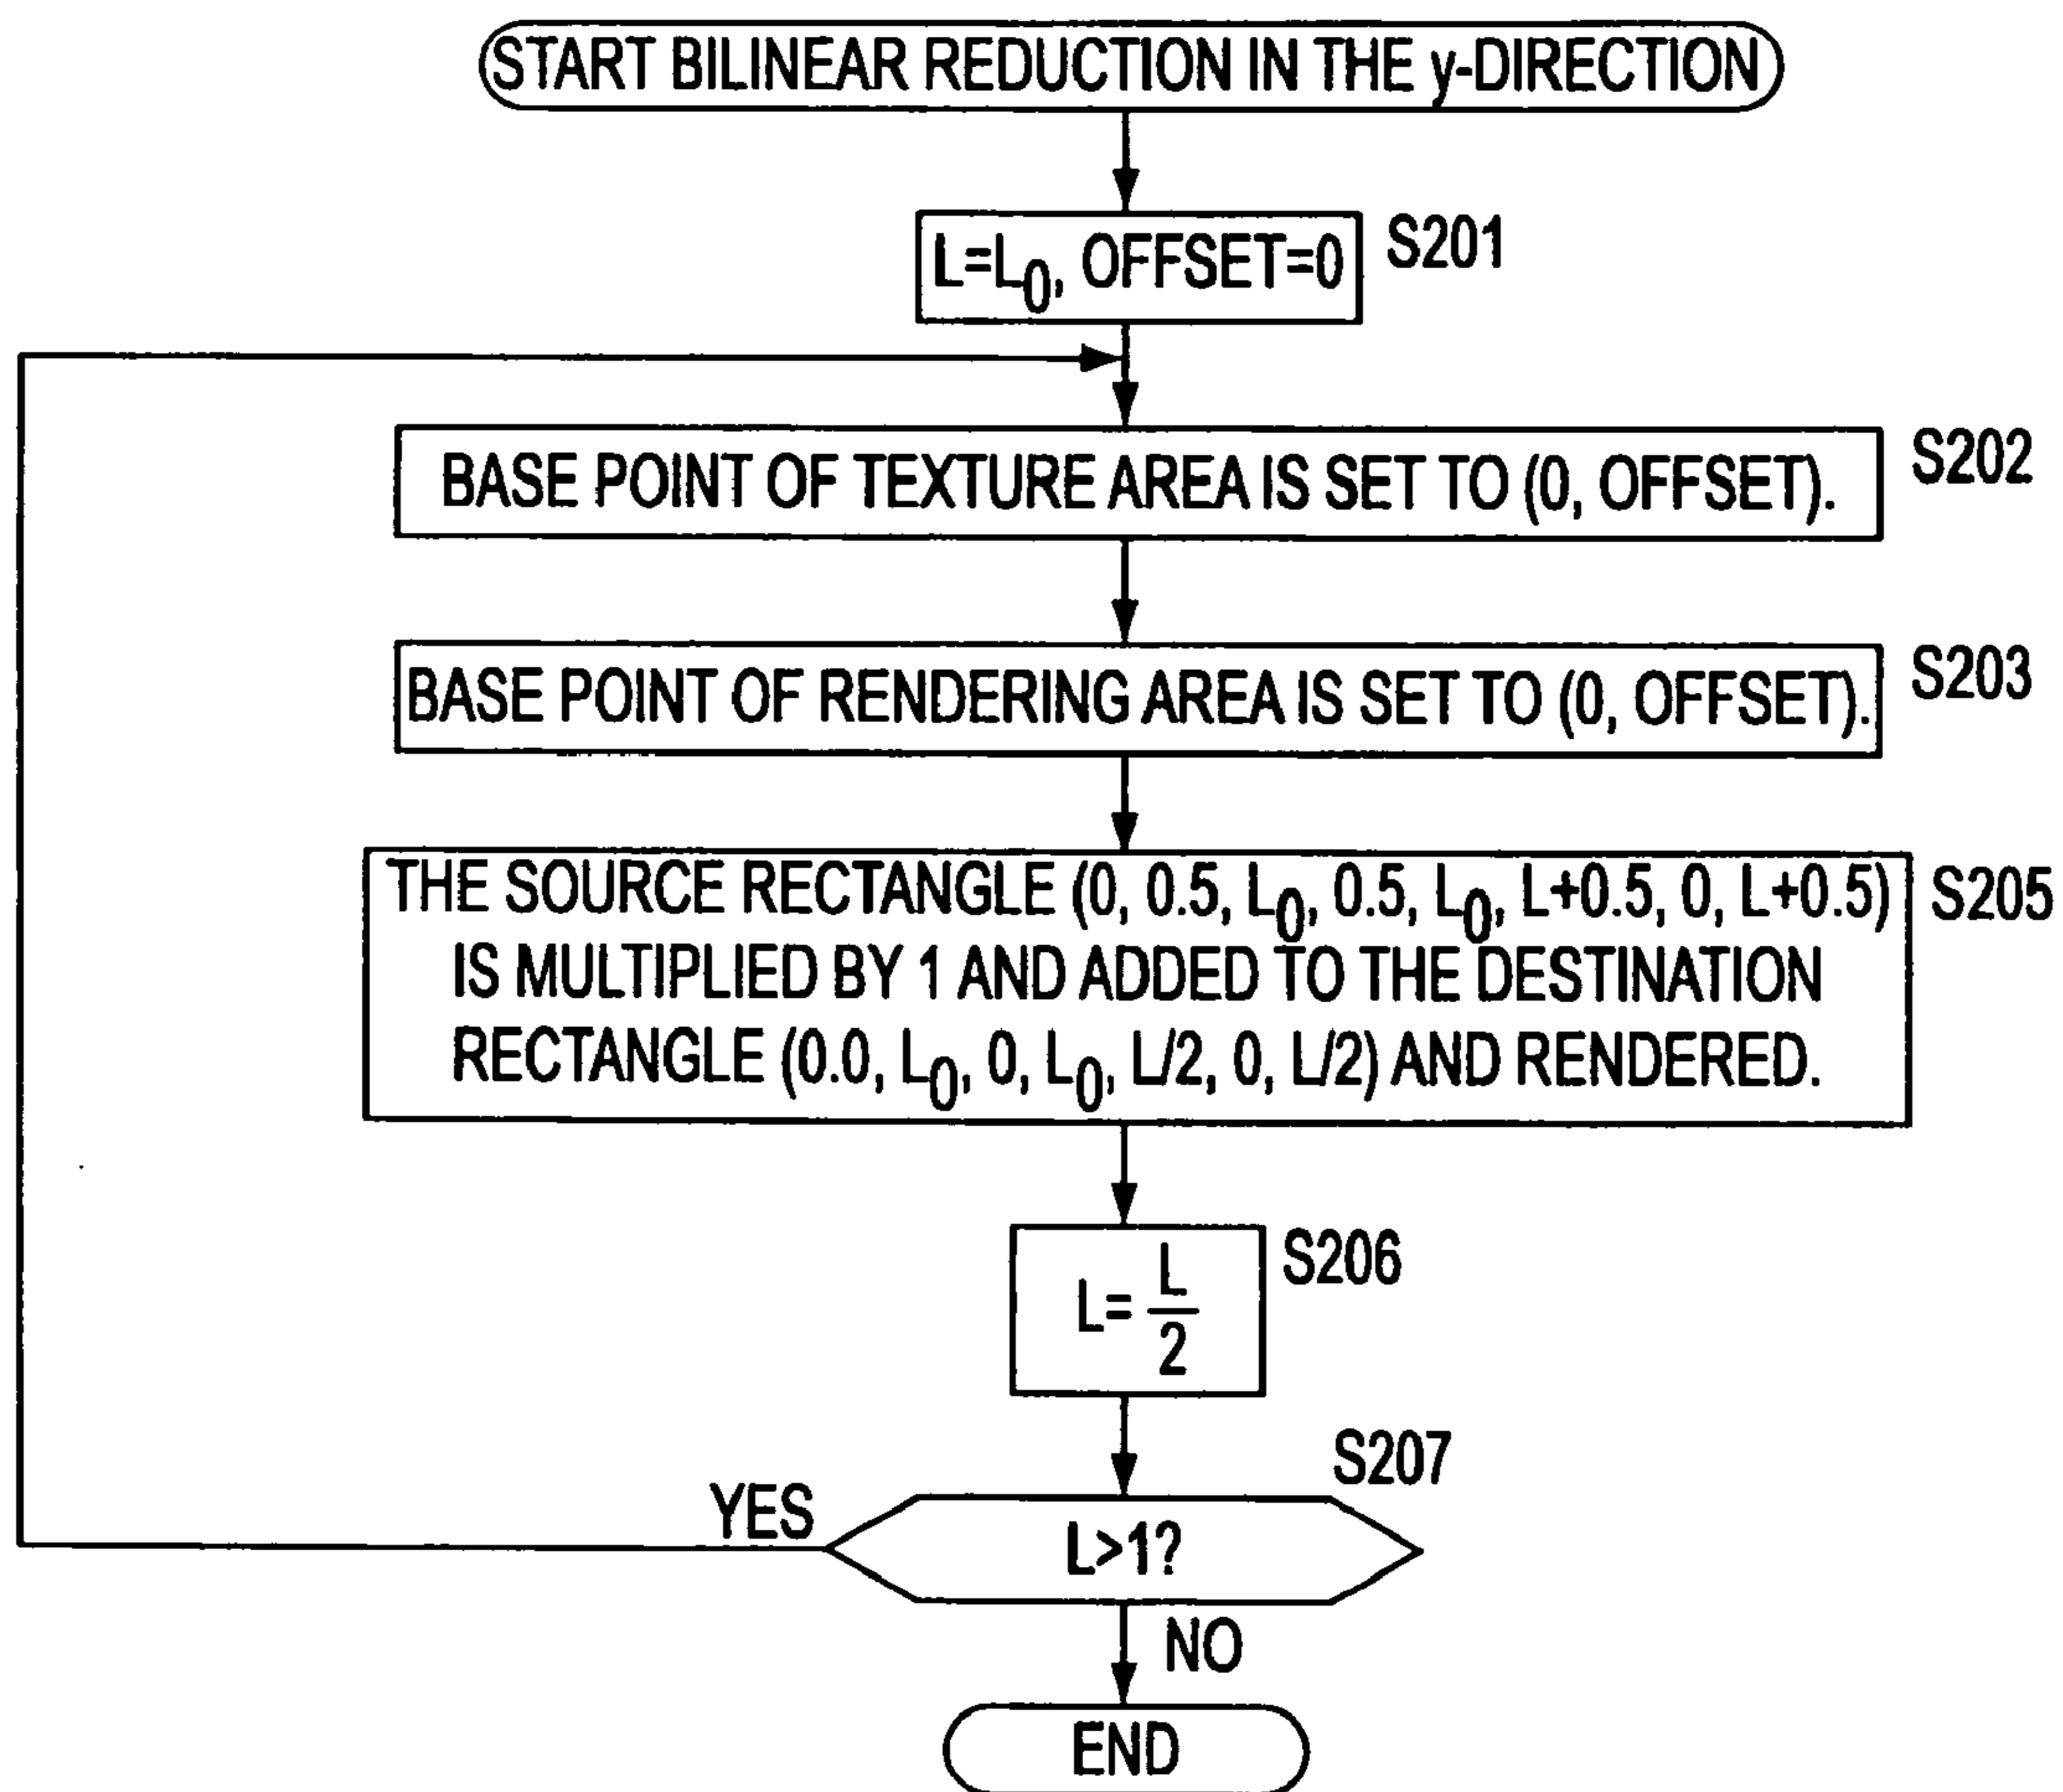 START BILINEAR REDUCTION IN THE y-DIRECTION
L=L0, OFFSET=0
S201
BASE POINT OF TEXTURE AREA IS SET TO (0, OFFSET).
S202
BASE POINT OF RENDERING AREA IS SET TO (0, OFFSET).
S203
THE SOURCE RECTANGLE (0, 0.5, L0, 0.5, L0, L+0.5, 0, L+0.5)
IS MULTIPLIED BY 1 AND ADDED TO THE DESTINATION
RECTANGLE (0.0, L0, 0, L0, L/2, 0, L/2) AND RENDERED.
S205
L= L/2
S206
S207
YES
L>1?
NO
END